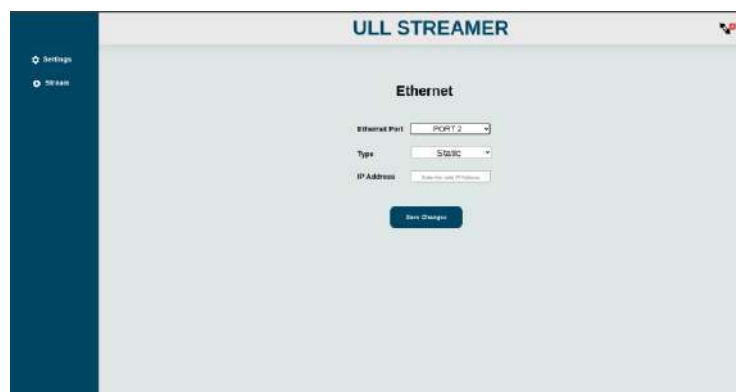 ULL STREAMER
Settings
Stream
Ethernet
Ethernet Port PORT 2
Type Static
IP Address
Save Changes